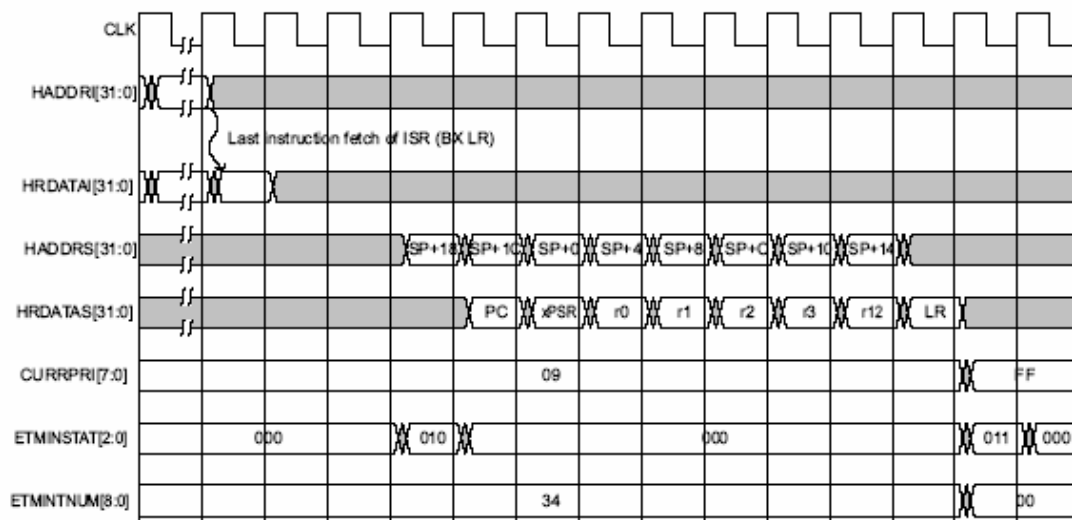 CLK
HADDRI[31:0]
Last instruction fetch of ISR (BX LR)
HRDATAI[31:0]
HADDRS[31:0] SP+18 SP+1C SP+0 SP+4 SP+8 SP+C SP+10 SP+14
HRDATAS[31:0] PC xPSR r0 r1 r2 r3 r12 LR
CURRPRI[7:0] 09 FF
ETMINSTAT[2:0] 000 010 000 011 000
ETMINTNUM[8:0] 34 00